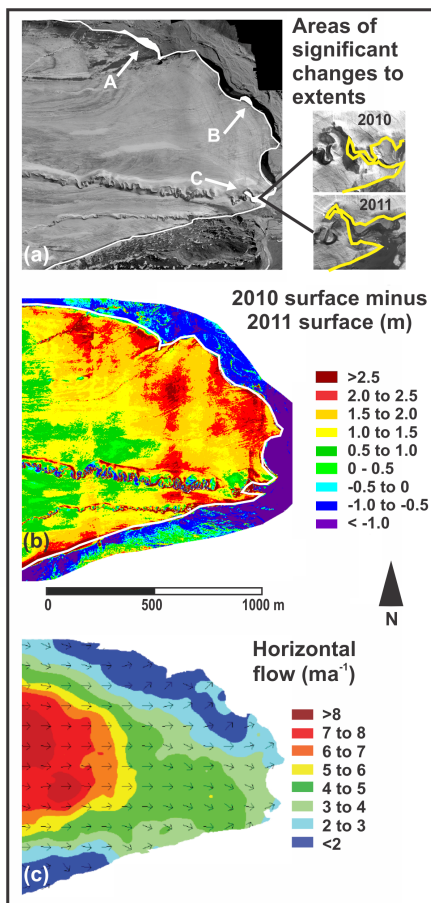 Areas of
significant
changes to
extents
A
B
C
2010
2011
(a)
2010 surface minus
2011 surface (m)
>2.5
2.0 to 2.5
1.5 to 2.0
1.0 to 1.5
0.5 to 1.0
0 - 0.5
-0.5 to 0
-1.0 to -0.5
< -1.0
(b)
0 500 1000 m
N
Horizontal
flow (ma⁻¹)
>8
7 to 8
6 to 7
5 to 6
4 to 5
3 to 4
2 to 3
<2
(c)